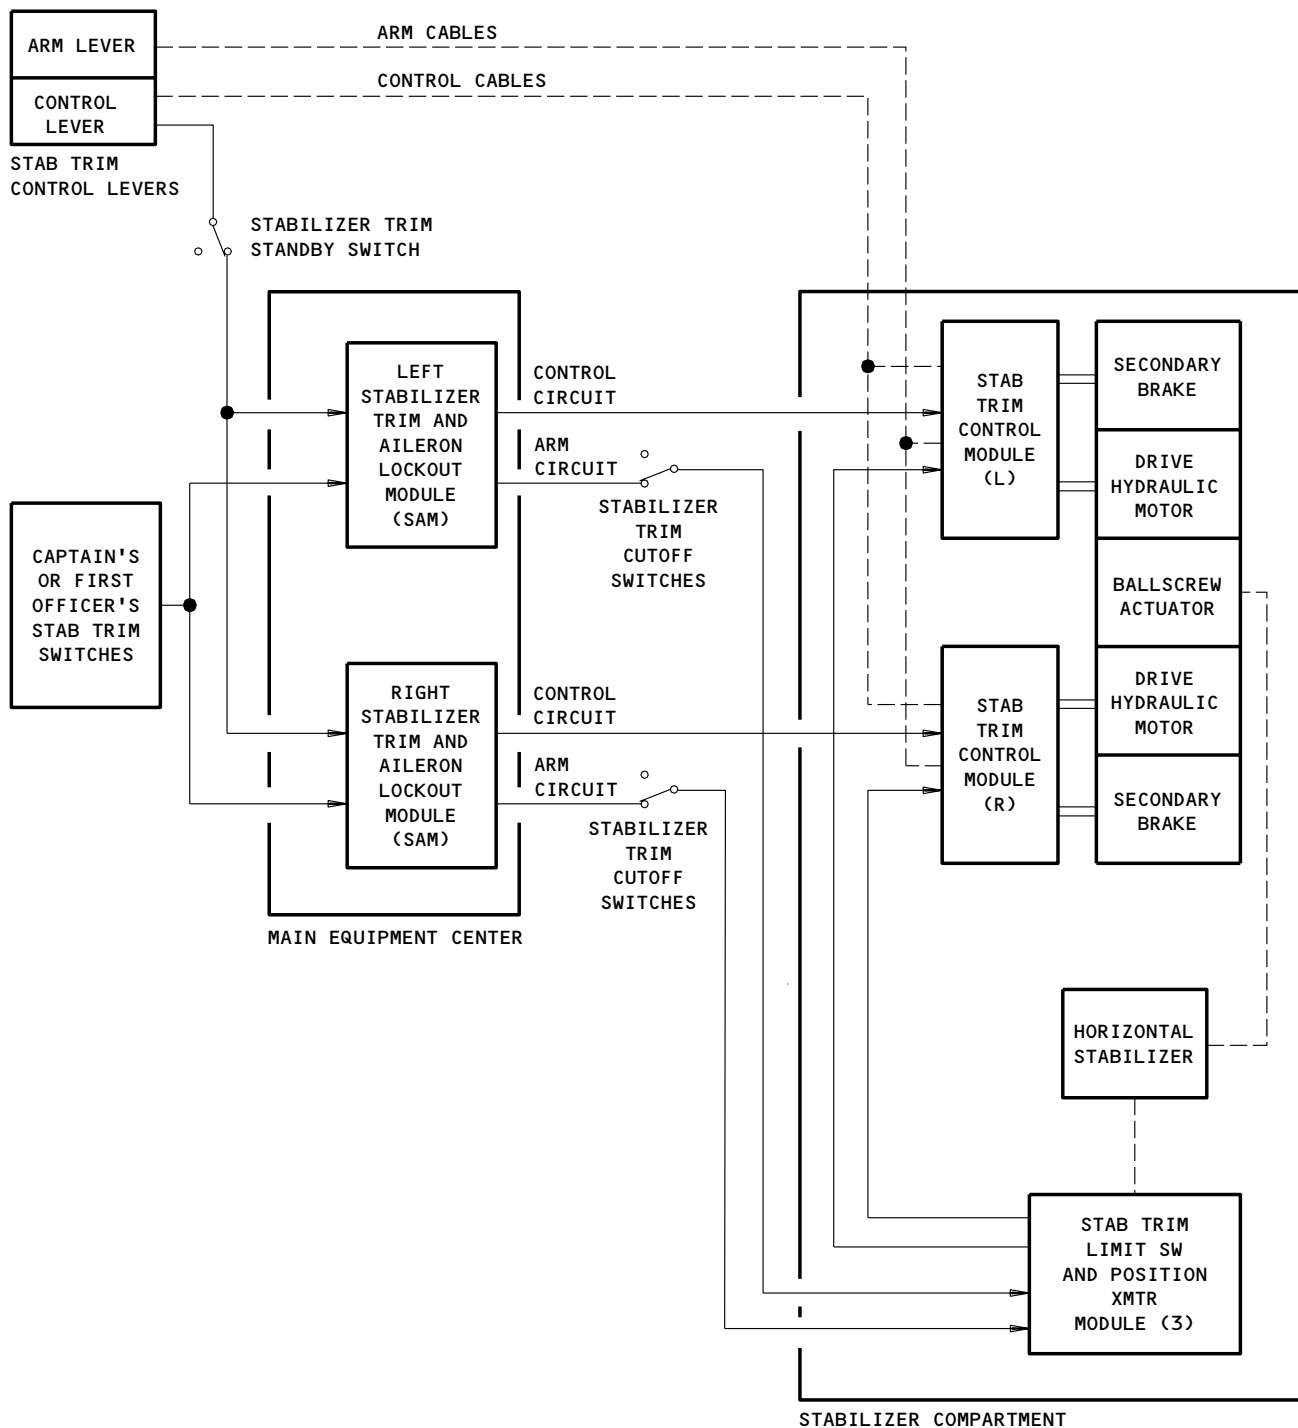 ARM LEVER
CONTROL
LEVER
STAB TRIM
CONTROL LEVERS
ARM CABLES
CONTROL CABLES
STABILIZER TRIM
STANDBY SWITCH
CAPTAIN'S
OR FIRST
OFFICER'S
STAB TRIM
SWITCHES
LEFT
STABILIZER
TRIM AND
AILERON
LOCKOUT
MODULE
(SAM)
CONTROL
CIRCUIT
ARM
CIRCUIT
STABILIZER
TRIM
CUTOFF
SWITCHES
RIGHT
STABILIZER
TRIM AND
AILERON
LOCKOUT
MODULE
(SAM)
CONTROL
CIRCUIT
ARM
CIRCUIT
STABILIZER
TRIM
CUTOFF
SWITCHES
MAIN EQUIPMENT CENTER
STAB
TRIM
CONTROL
MODULE
(L)
SECONDARY
BRAKE
DRIVE
HYDRAULIC
MOTOR
BALLSCREW
ACTUATOR
STAB
TRIM
CONTROL
MODULE
(R)
DRIVE
HYDRAULIC
MOTOR
SECONDARY
BRAKE
HORIZONTAL
STABILIZER
STAB TRIM
LIMIT SW
AND POSITION
XMTR
MODULE (3)
STABILIZER COMPARTMENT